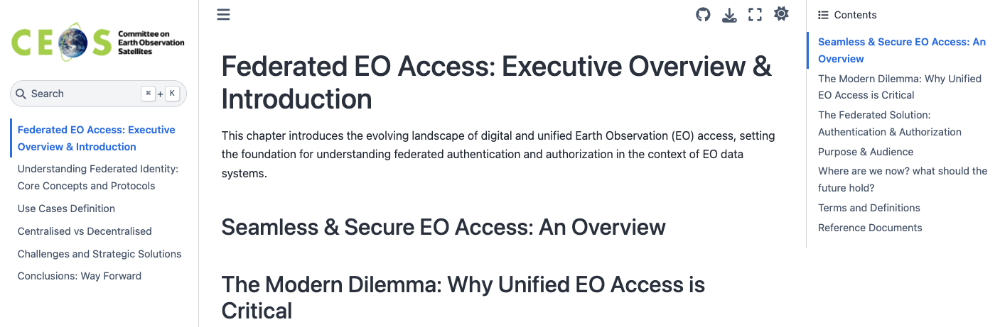 CEOS
Committee on
Earth Observation
Satellites
Search
⌘ + K
Federated EO Access: Executive
Overview & Introduction
Understanding Federated Identity:
Core Concepts and Protocols
Use Cases Definition
Centralised vs Decentralised
Challenges and Strategic Solutions
Conclusions: Way Forward
Federated EO Access: Executive Overview &
Introduction
This chapter introduces the evolving landscape of digital and unified Earth Observation (EO) access, setting
the foundation for understanding federated authentication and authorization in the context of EO data
systems.
Seamless & Secure EO Access: An Overview
The Modern Dilemma: Why Unified EO Access is
Critical
Contents
Seamless & Secure EO Access: An
Overview
The Modern Dilemma: Why Unified
EO Access is Critical
The Federated Solution:
Authentication & Authorization
Purpose & Audience
Where are we now? what should the
future hold?
Terms and Definitions
Reference Documents